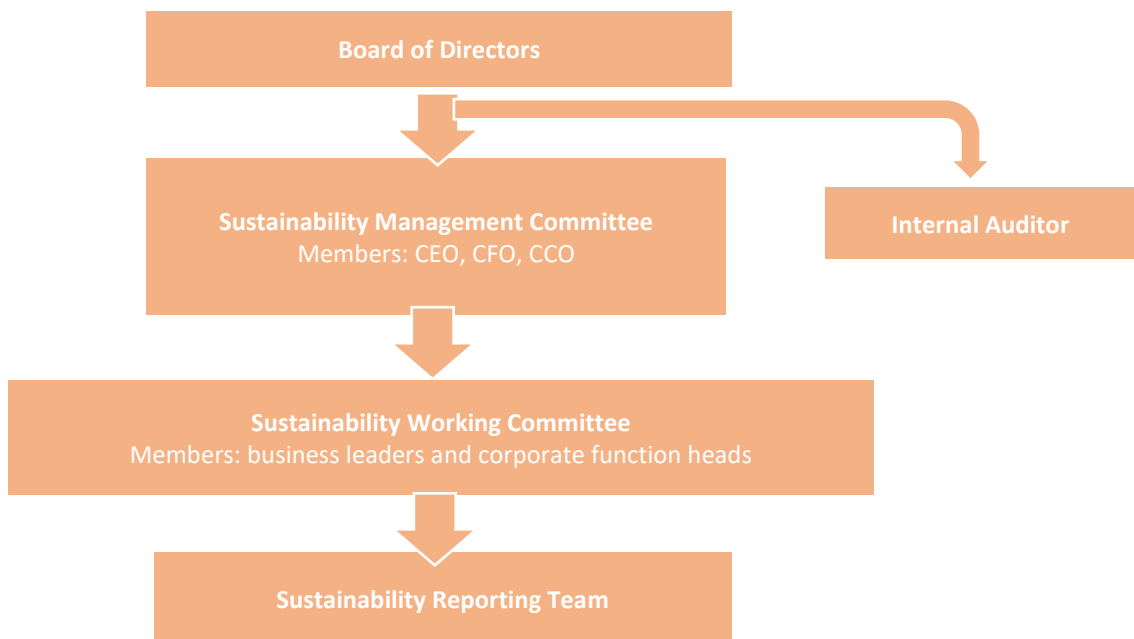 Board of Directors
Sustainability Management Committee
Members: CEO, CFO, CCO
Internal Auditor
Sustainability Working Committee
Members: business leaders and corporate function heads
Sustainability Reporting Team